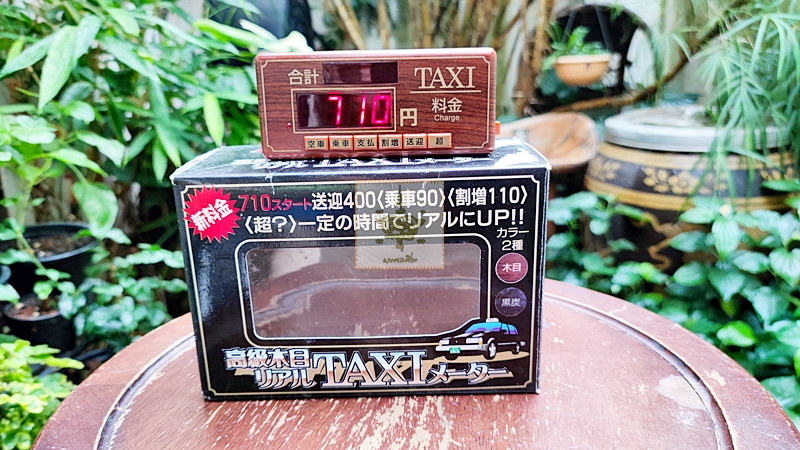 合計
TAXI
710 円
料金
Charge
空車 乗車 支払 割増 送迎 超
新料金
710スタート送迎400〈乗車90〉〈割増110〉
〈超?〉一定の時間でリアルにUP!!
カラー
2種
木目
黒炭
高級木目
リアルTAXIメーター